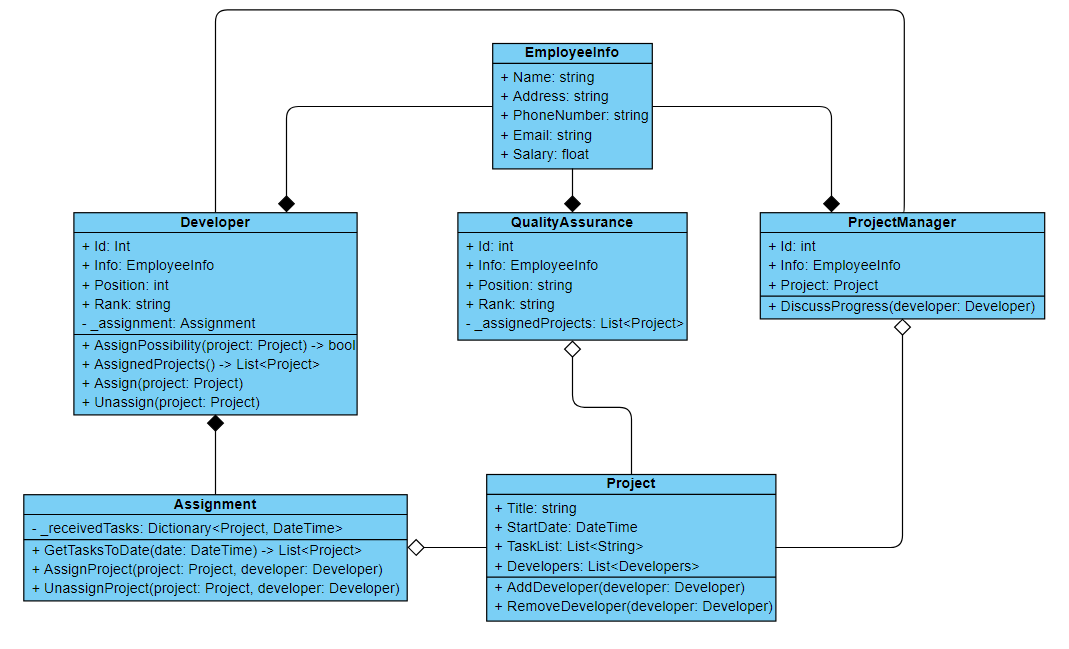 EmployeeInfo
+ Name: string
+ Address: string
+ PhoneNumber: string
+ Email: string
+ Salary: float
Developer
+ Id: Int
+ Info: EmployeeInfo
+ Position: int
+ Rank: string
- _assignment: Assignment
+ AssignPossibility(project: Project) -> bool
+ AssignedProjects() -> List<Project>
+ Assign(project: Project)
+ Unassign(project: Project)
QualityAssurance
+ Id: int
+ Info: EmployeeInfo
+ Position: string
+ Rank: string
- _assignedProjects: List<Project>
ProjectManager
+ Id: int
+ Info: EmployeeInfo
+ Project: Project
+ DiscussProgress(developer: Developer)
Assignment
- _receivedTasks: Dictionary<Project, DateTime>
+ GetTasksToDate(date: DateTime) -> List<Project>
+ AssignProject(project: Project, developer: Developer)
+ UnassignProject(project: Project, developer: Developer)
Project
+ Title: string
+ StartDate: DateTime
+ TaskList: List<String>
+ Developers: List<Developers>
+ AddDeveloper(developer: Developer)
+ RemoveDeveloper(developer: Developer)